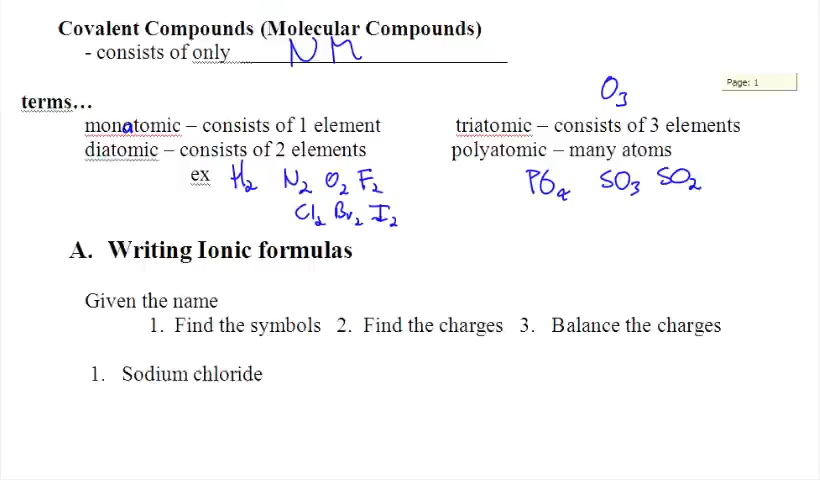 Covalent Compounds (Molecular Compounds)
- consists of only NM
Page: 1
terms...
O3
monatomic – consists of 1 element triatomic – consists of 3 elements
diatomic – consists of 2 elements polyatomic – many atoms
ex H2 N2 O2 F2 PO4 SO3 SO2
Cl2 Br2 I2
A. Writing Ionic formulas
Given the name
1. Find the symbols 2. Find the charges 3. Balance the charges
1. Sodium chloride